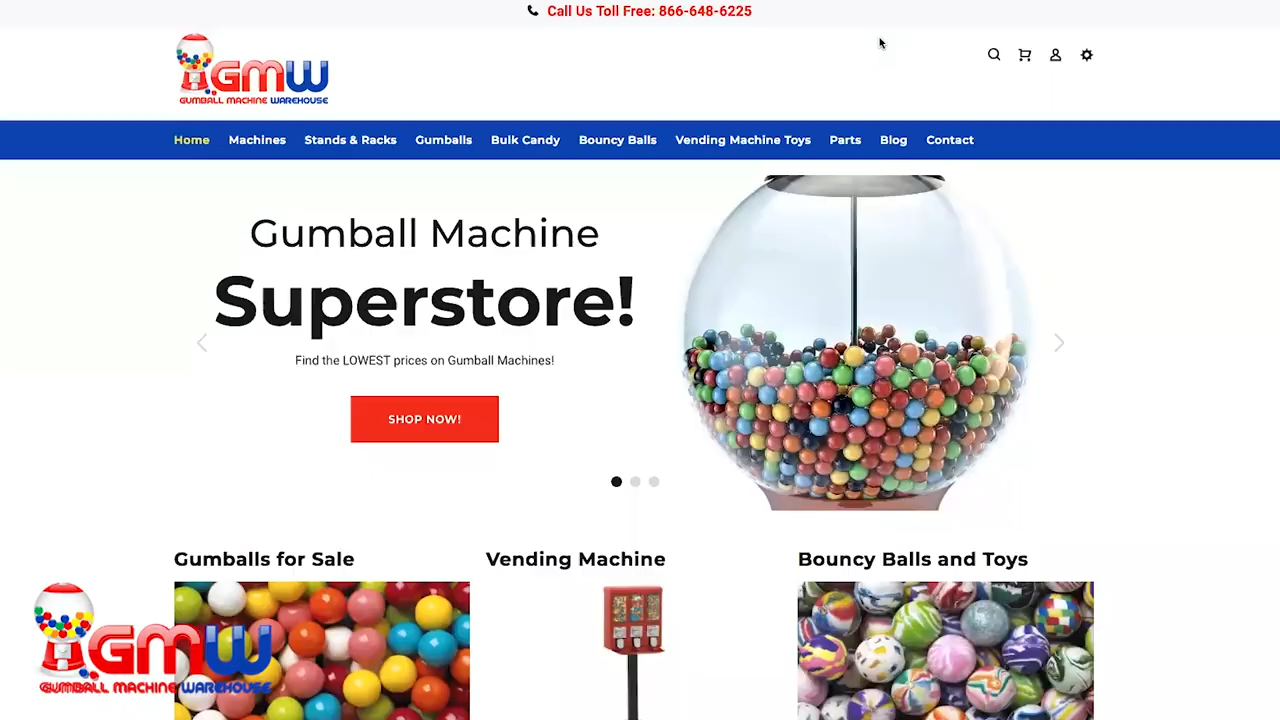 Call Us Toll Free: 866-648-6225
GMW
GUMBALL MACHINE WAREHOUSE
Home Machines Stands & Racks Gumballs Bulk Candy Bouncy Balls Vending Machine Toys Parts Blog Contact
Gumball Machine
Superstore!
Find the LOWEST prices on Gumball Machines!
SHOP NOW!
Gumballs for Sale Vending Machine Bouncy Balls and Toys
GMW
GUMBALL MACHINE WAREHOUSE